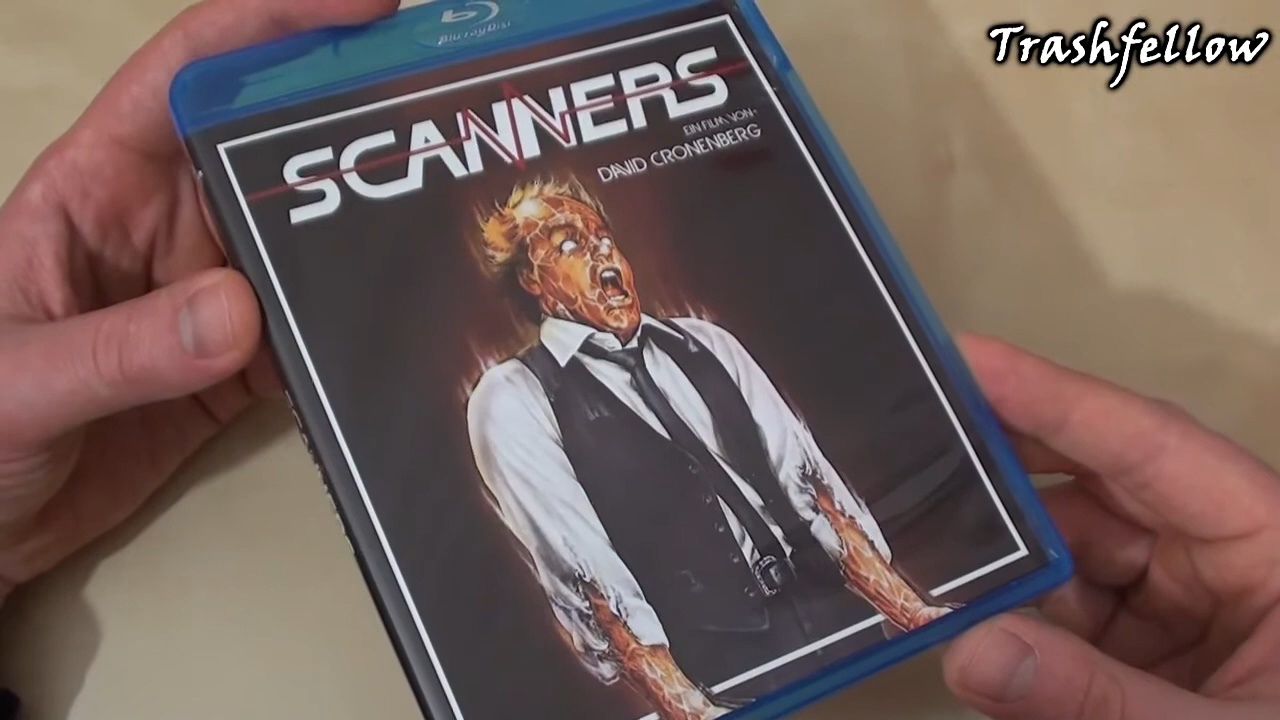 Trashfellow
Blu-ray Disc
SCANNERS
EIN FILM VON
DAVID CRONENBERG